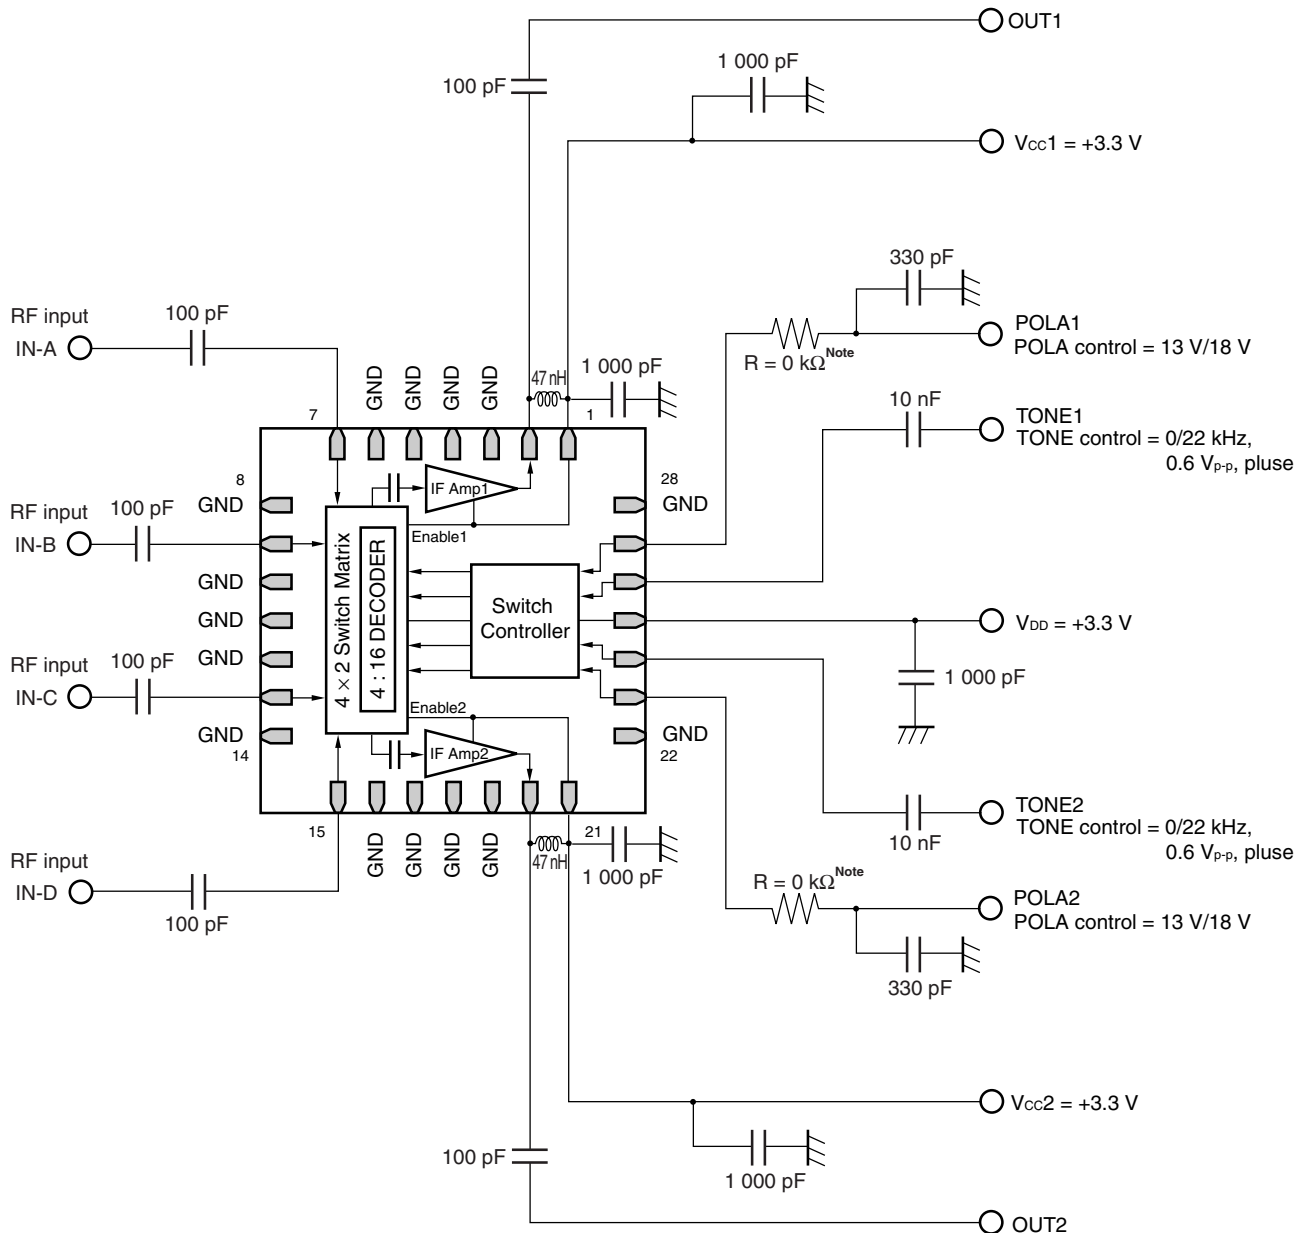 OUT1
1 000 pF
100 pF
VCC1 = +3.3 V
330 pF
RF input
100 pF
IN-A
POLA1
POLA control = 13 V/18 V
R = 0 kΩNote
1 000 pF
47 nH
GND
GND
GND
GND
10 nF
TONE1
TONE control = 0/22 kHz,
0.6 Vp-p, pluse
7
1
8
GND
28
GND
IF Amp1
RF input
100 pF
IN-B
Enable1
GND
4 × 2 Switch Matrix
4 : 16 DECODER
Switch
Controller
GND
VDD = +3.3 V
GND
RF input
100 pF
IN-C
1 000 pF
Enable2
GND
14
GND
22
IF Amp2
15
21
GND
GND
GND
GND
47 nH
1 000 pF
TONE2
TONE control = 0/22 kHz,
0.6 Vp-p, pluse
10 nF
RF input
IN-D
100 pF
R = 0 kΩNote
POLA2
POLA control = 13 V/18 V
330 pF
VCC2 = +3.3 V
100 pF
1 000 pF
OUT2